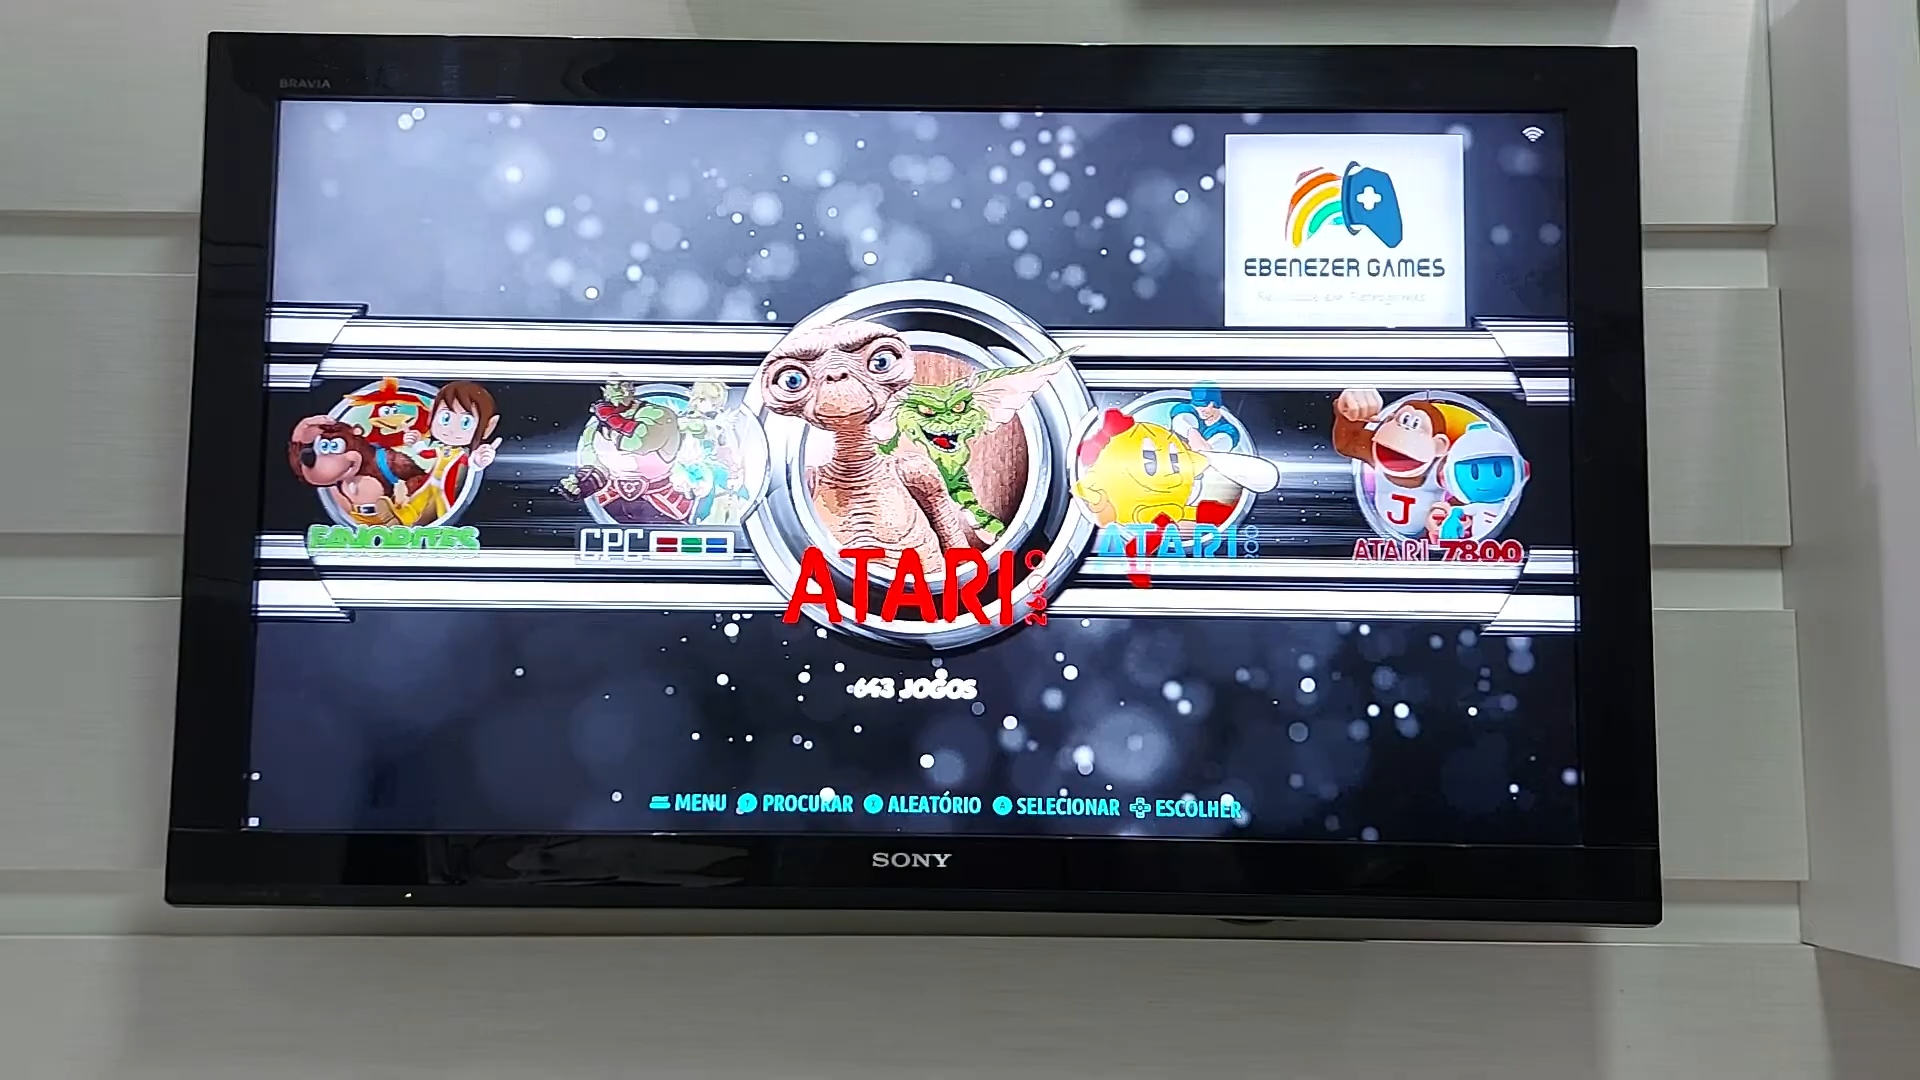 BRAVIA
EBENEZER GAMES
FAVORITES
CPC
ATARI 2600
ATARI
ATARI 7800
J
643 JOGOS
MENU PROCURAR ALEATÓRIO SELECIONAR ESCOLHER
SONY